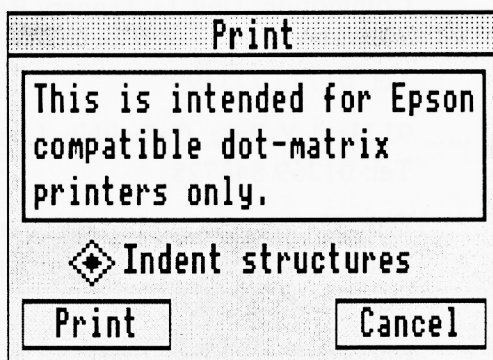 Print
This is intended for Epson
compatible dot-matrix
printers only.
Indent structures
Print Cancel